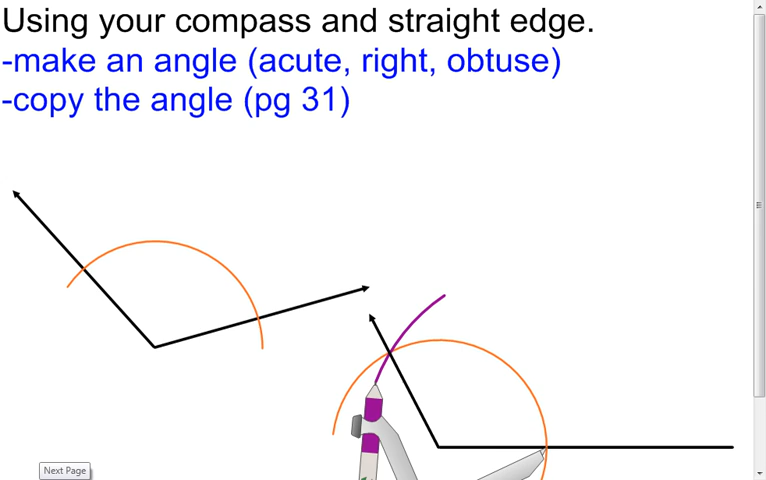 Using your compass and straight edge.
-make an angle (acute, right, obtuse)
-copy the angle (pg 31)
Next Page